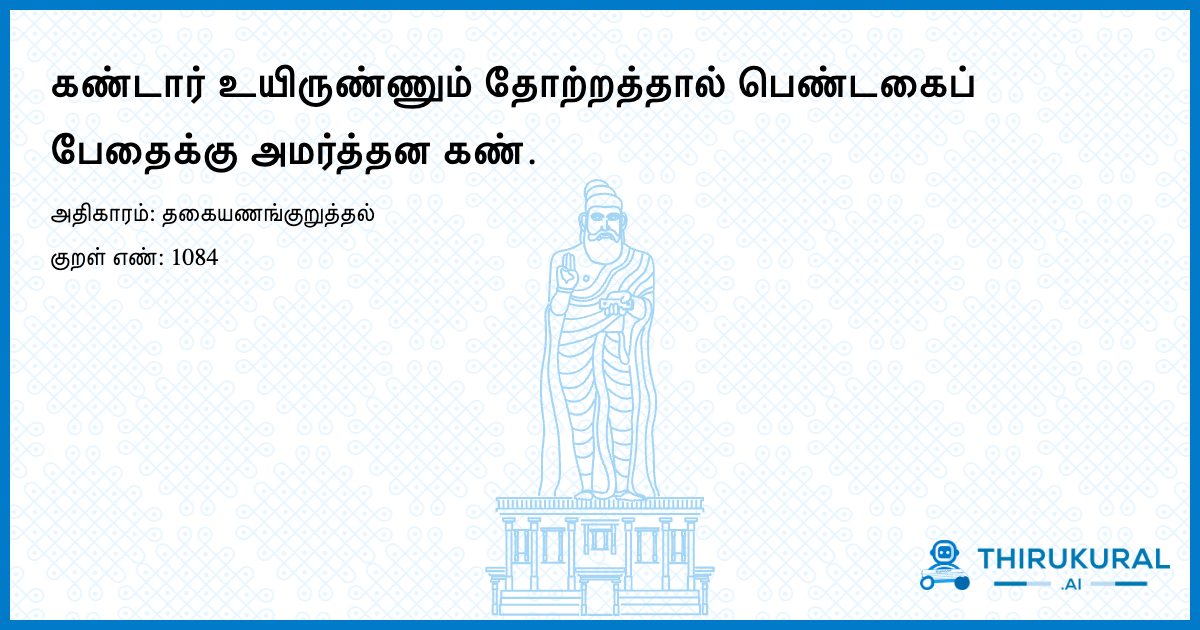 கண்டார் உயிருண்ணும் தோற்றத்தால் பெண்டகைப்
பேதைக்கு அமர்த்தன கண்.
அதிகாரம்: தகையணங்குறுத்தல்
குறள் எண்: 1084
THIRUKURAL
.AI